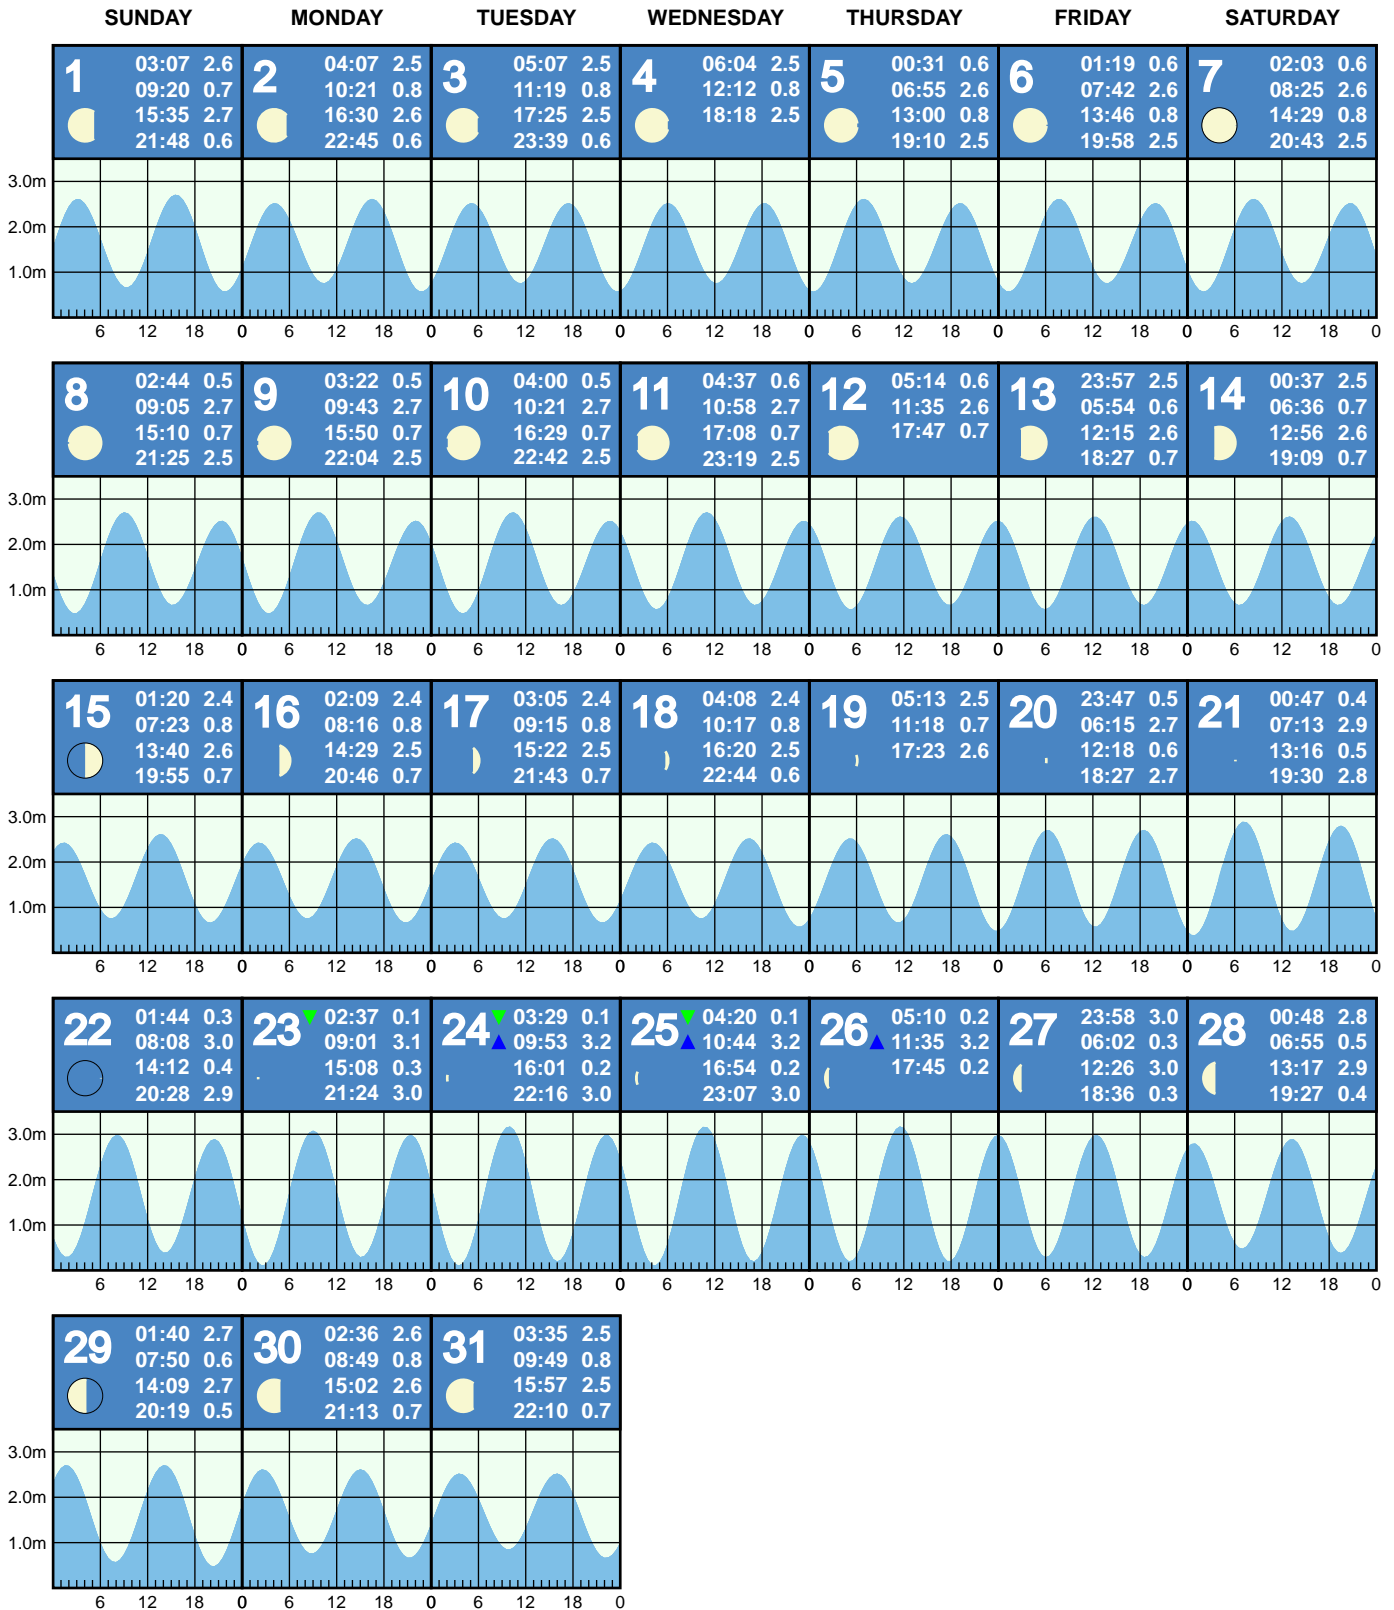 SUNDAY MONDAY TUESDAY WEDNESDAY THURSDAY FRIDAY SATURDAY
1 03:07 2.6
09:20 0.7
15:35 2.7
21:48 0.6
2 04:07 2.5
10:21 0.8
16:30 2.6
22:45 0.6
3 05:07 2.5
11:19 0.8
17:25 2.5
23:39 0.6
4 06:04 2.5
12:12 0.8
18:18 2.5
5 00:31 0.6
06:55 2.6
13:00 0.8
19:10 2.5
6 01:19 0.6
07:42 2.6
13:46 0.8
19:58 2.5
7 02:03 0.6
08:25 2.6
14:29 0.8
20:43 2.5
3.0m
2.0m
1.0m
6 12 18 0 6 12 18 0 6 12 18 0 6 12 18 0 6 12 18 0 6 12 18 0 6 12 18 0
8 02:44 0.5
09:05 2.7
15:10 0.7
21:25 2.5
9 03:22 0.5
09:43 2.7
15:50 0.7
22:04 2.5
10 04:00 0.5
10:21 2.7
16:29 0.7
22:42 2.5
11 04:37 0.6
10:58 2.7
17:08 0.7
23:19 2.5
12 05:14 0.6
11:35 2.6
17:47 0.7
13 23:57 2.5
05:54 0.6
12:15 2.6
18:27 0.7
14 00:37 2.5
06:36 0.7
12:56 2.6
19:09 0.7
3.0m
2.0m
1.0m
6 12 18 0 6 12 18 0 6 12 18 0 6 12 18 0 6 12 18 0 6 12 18 0 6 12 18 0
15 01:20 2.4
07:23 0.8
13:40 2.6
19:55 0.7
16 02:09 2.4
08:16 0.8
14:29 2.5
20:46 0.7
17 03:05 2.4
09:15 0.8
15:22 2.5
21:43 0.7
18 04:08 2.4
10:17 0.8
16:20 2.5
22:44 0.6
19 05:13 2.5
11:18 0.7
17:23 2.6
20 23:47 0.5
06:15 2.7
12:18 0.6
18:27 2.7
21 00:47 0.4
07:13 2.9
13:16 0.5
19:30 2.8
3.0m
2.0m
1.0m
6 12 18 0 6 12 18 0 6 12 18 0 6 12 18 0 6 12 18 0 6 12 18 0 6 12 18 0
22 01:44 0.3
08:08 3.0
14:12 0.4
20:28 2.9
23 02:37 0.1
09:01 3.1
15:08 0.3
21:24 3.0
24 03:29 0.1
09:53 3.2
16:01 0.2
22:16 3.0
25 04:20 0.1
10:44 3.2
16:54 0.2
23:07 3.0
26 05:10 0.2
11:35 3.2
17:45 0.2
27 23:58 3.0
06:02 0.3
12:26 3.0
18:36 0.3
28 00:48 2.8
06:55 0.5
13:17 2.9
19:27 0.4
3.0m
2.0m
1.0m
6 12 18 0 6 12 18 0 6 12 18 0 6 12 18 0 6 12 18 0 6 12 18 0 6 12 18 0
29 01:40 2.7
07:50 0.6
14:09 2.7
20:19 0.5
30 02:36 2.6
08:49 0.8
15:02 2.6
21:13 0.7
31 03:35 2.5
09:49 0.8
15:57 2.5
22:10 0.7
3.0m
2.0m
1.0m
6 12 18 0 6 12 18 0 6 12 18 0